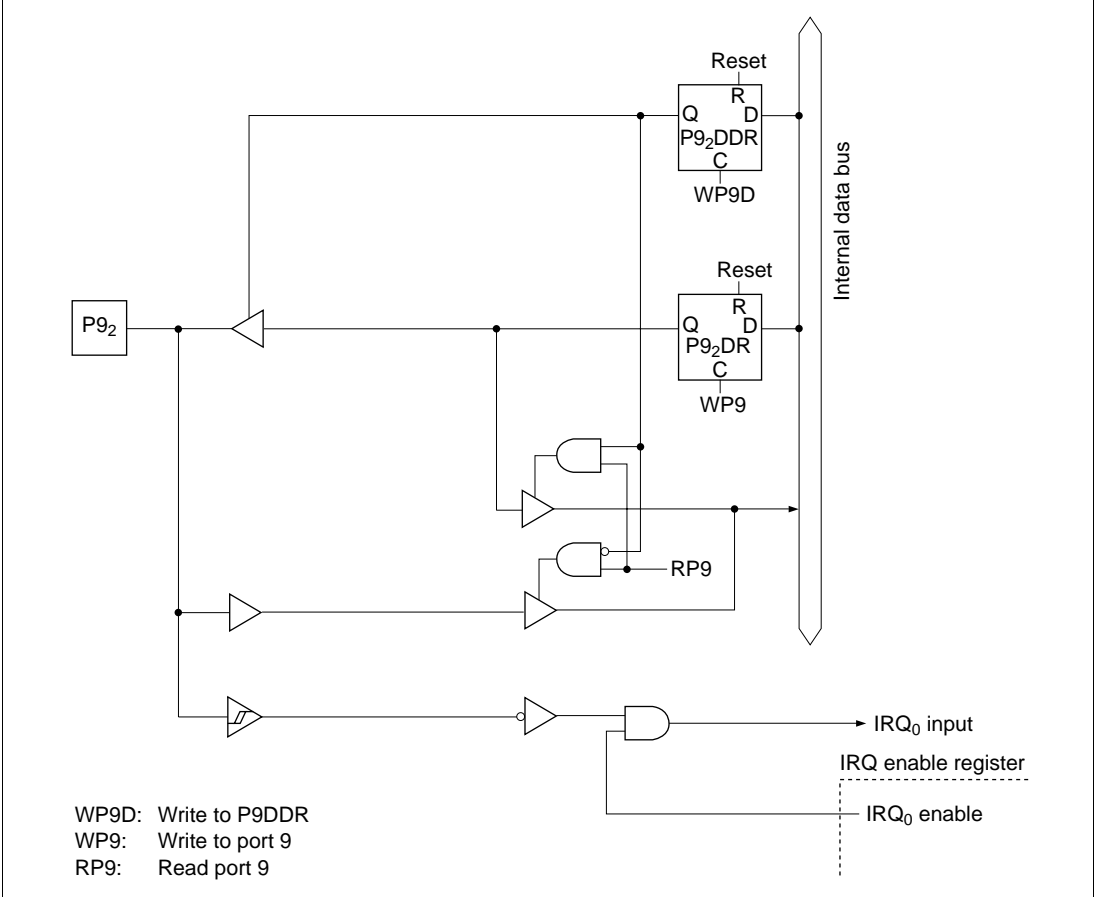 Reset
R
Q D
P9₂DDR
C
WP9D
Internal data bus
Reset
R
P9₂
Q D
P9₂DR
C
WP9
RP9
IRQ₀ input
IRQ enable register
IRQ₀ enable
WP9D: Write to P9DDR
WP9: Write to port 9
RP9: Read port 9